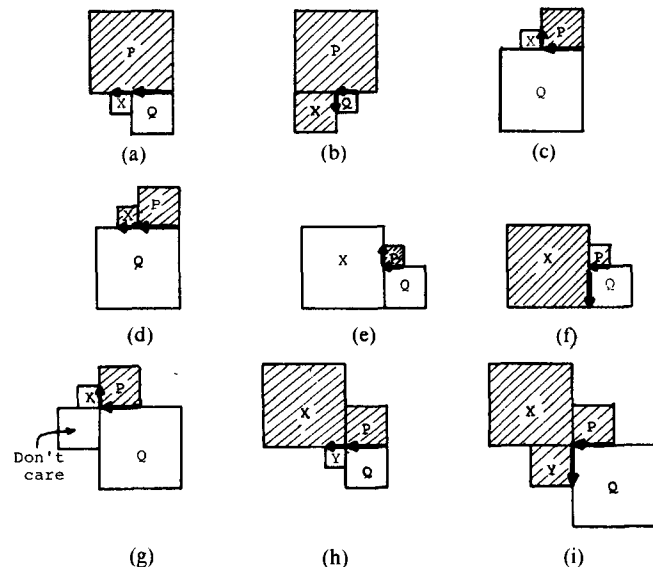 P
X Q
(a)
P
X Q
(b)
X P
Q
(c)
X P
Q
(d)
X P
Q
(e)
X P
Q
(f)
X P
Q
Don't
care
(g)
X P
Y Q
(h)
X P
Y Q
(i)